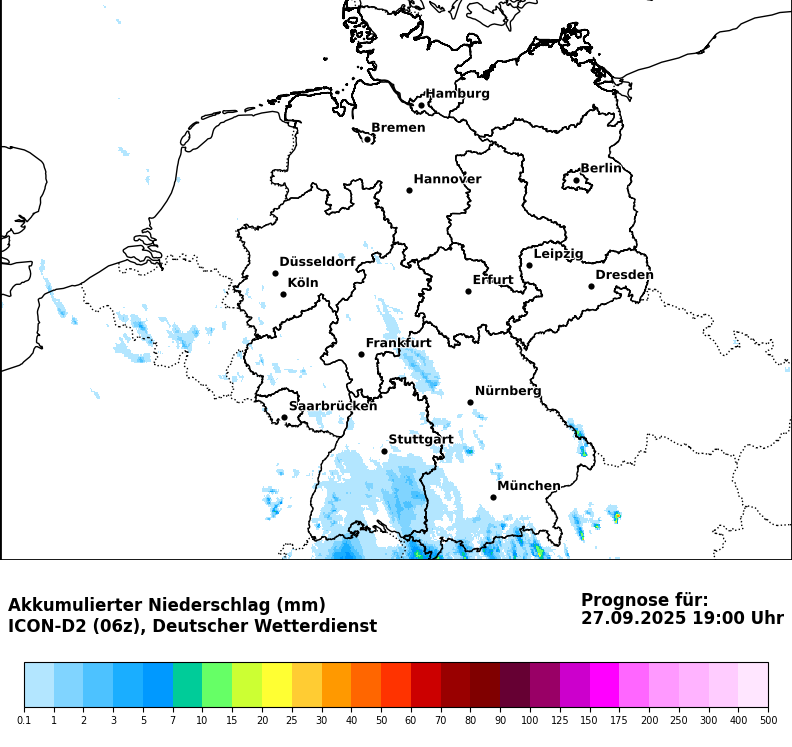 Hamburg
Bremen
Berlin
Hannover
Leipzig
Düsseldorf
Dresden
Köln
Erfurt
Frankfurt
Nürnberg
Saarbrücken
Stuttgart
München
Akkumulierter Niederschlag (mm)
ICON-D2 (06z), Deutscher Wetterdienst
Prognose für:
27.09.2025 19:00 Uhr
0.1 1 2 3 5 7 10 15 20 25 30 40 50 60 70 80 90 100 125 150 175 200 250 300 400 500